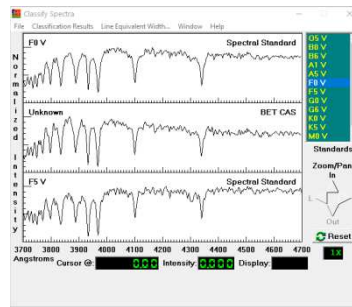 Classify Spectra
File Classification Results Line Equivalent Width... Window Help
Normalized Intensity
F0 V Spectral Standard
Unknown BET CAS
F5 V Spectral Standard
3700 3800 3900 4000 4100 4200 4300 4400 4500 4600 4700
Angstroms Cursor @: 0.00 Intensity: 0.000 Display:
O5 V
B0 V
B6 V
A1 V
A5 V
F0 V
F5 V
G0 V
G6 V
K0 V
K5 V
M0 V
Standards
Zoom/Pan
In
L
Out
Reset
1X